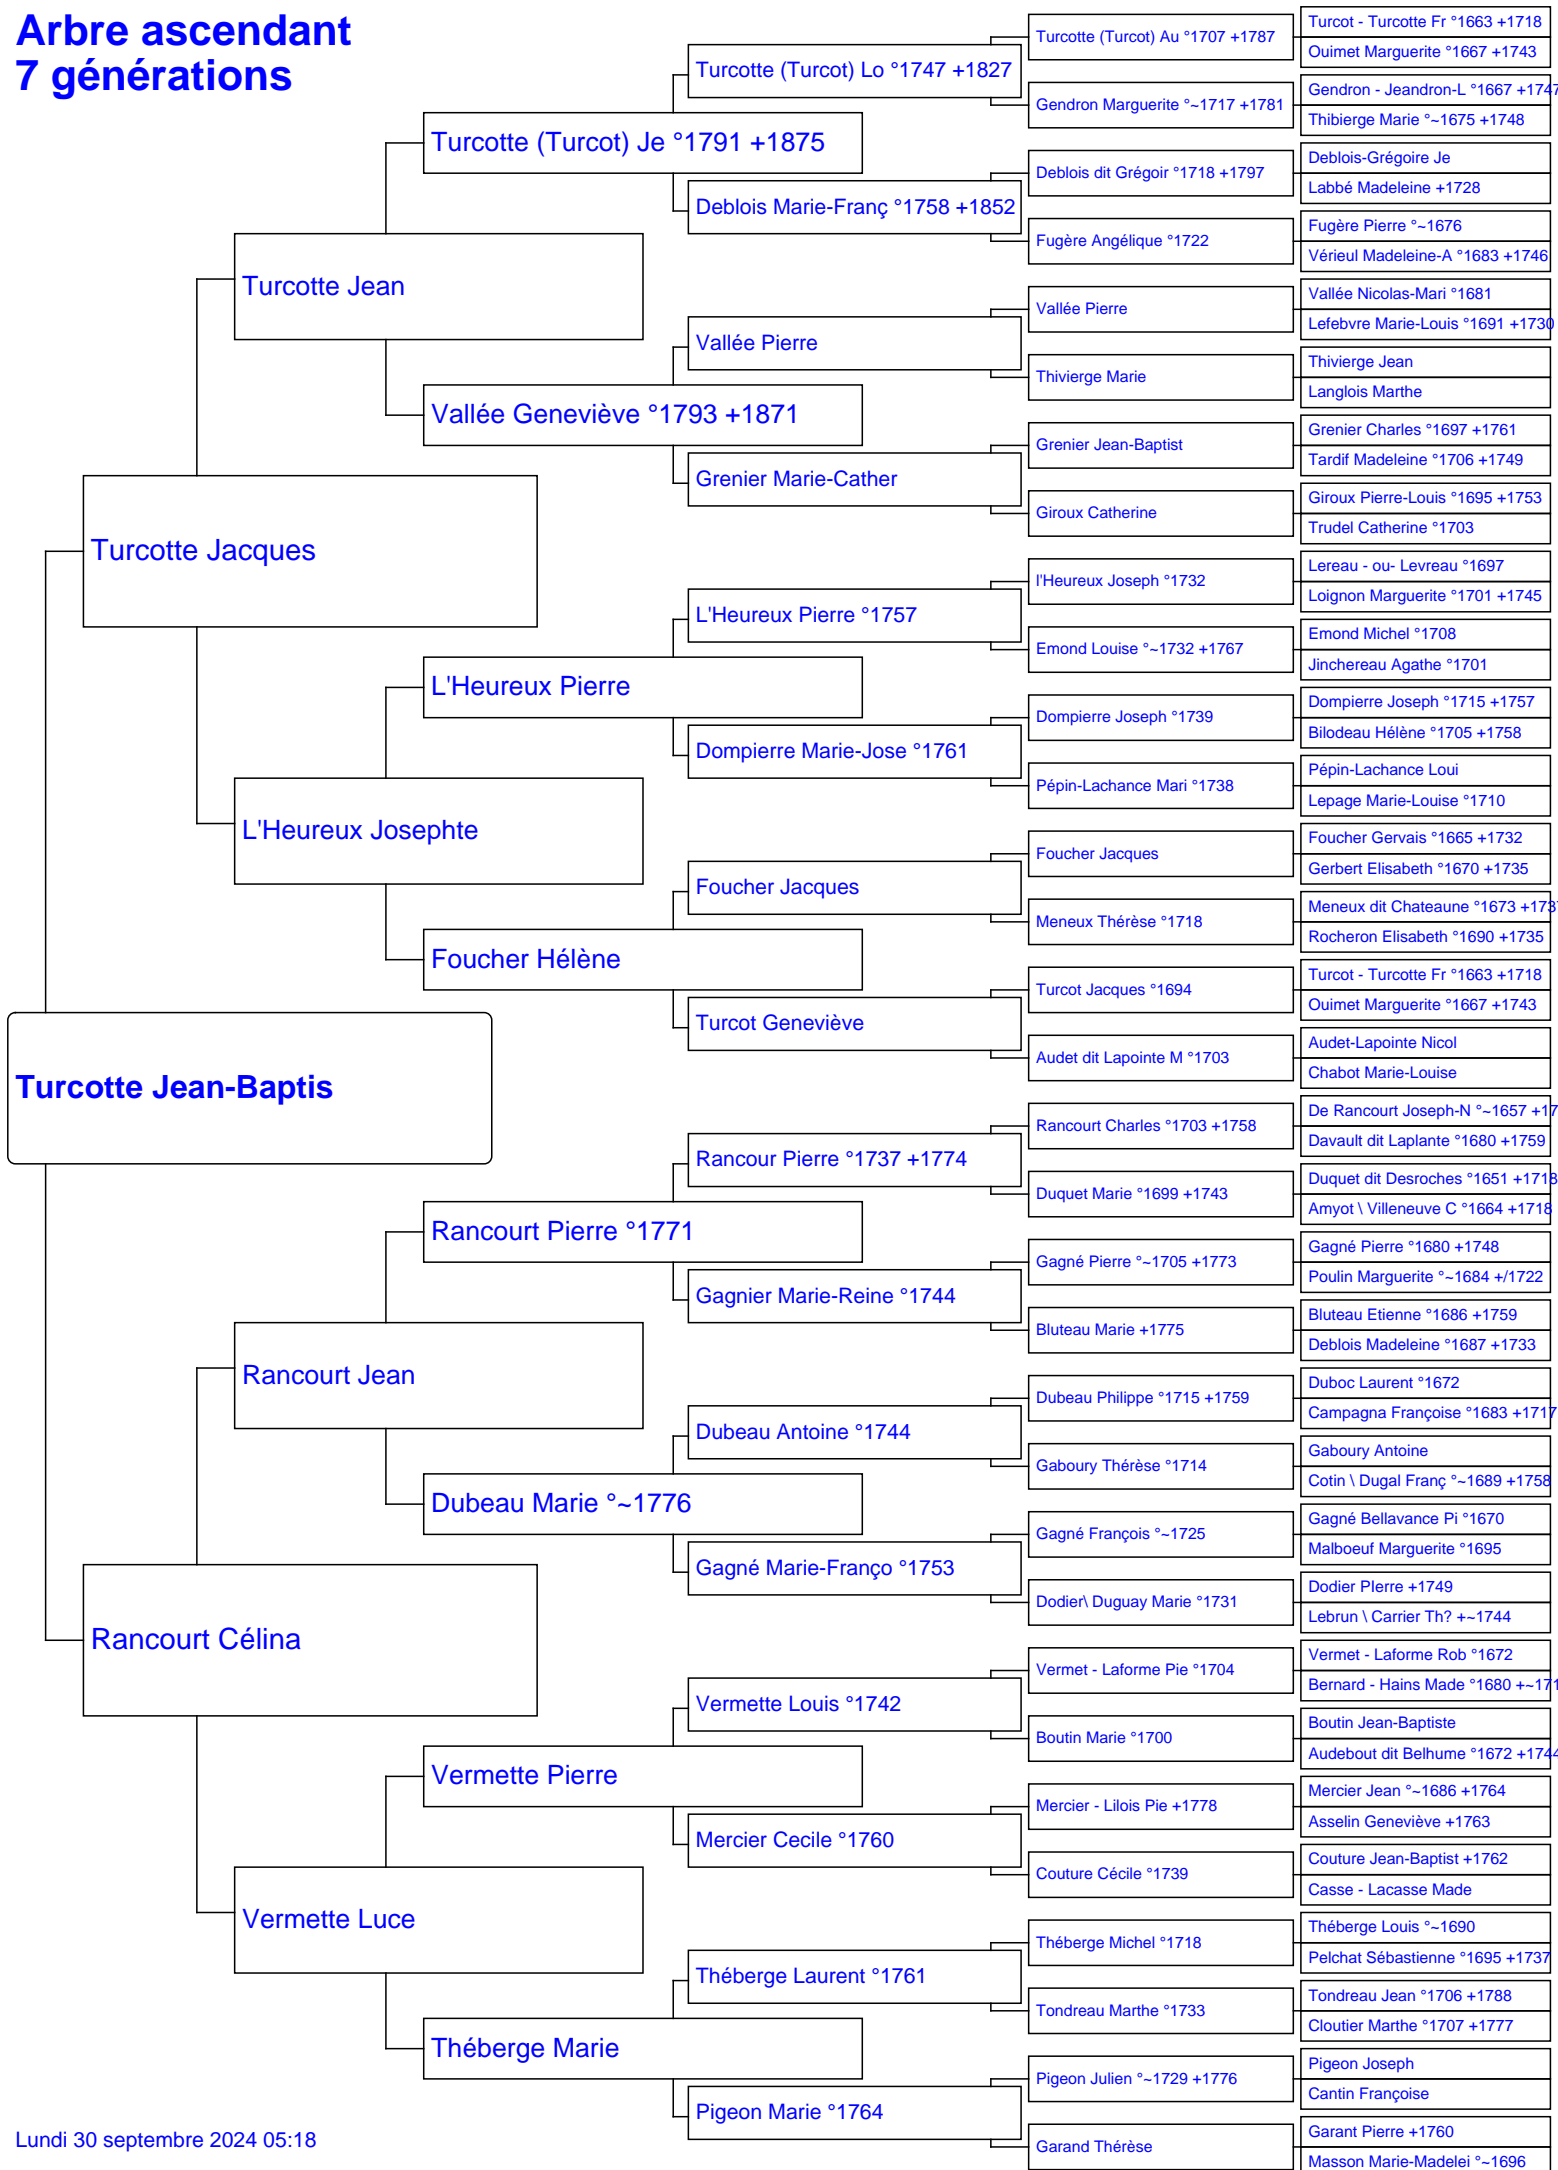 Arbre ascendant
7 générations
Turcotte Jean-Baptis
Turcotte Jacques
Rancourt Célina
Turcotte Jean
L'Heureux Josephte
Rancourt Jean
Vermette Luce
Turcotte (Turcot) Je °1791 +1875
Vallée Geneviève °1793 +1871
L'Heureux Pierre
Foucher Hélène
Rancourt Pierre °1771
Dubeau Marie °~1776
Vermette Pierre
Théberge Marie
Turcotte (Turcot) Lo °1747 +1827
Deblois Marie-Franç °1758 +1852
Vallée Pierre
Grenier Marie-Cather
L'Heureux Pierre °1757
Dompierre Marie-Jose °1761
Foucher Jacques
Turcot Geneviève
Rancour Pierre °1737 +1774
Gagnier Marie-Reine °1744
Dubeau Antoine °1744
Gagné Marie-Franço °1753
Vermette Louis °1742
Mercier Cecile °1760
Théberge Laurent °1761
Pigeon Marie °1764
Turcotte (Turcot) Au °1707 +1787
Gendron Marguerite °~1717 +1781
Deblois dit Grégoir °1718 +1797
Fugère Angélique °1722
Vallée Pierre
Thivierge Marie
Grenier Jean-Baptist
Giroux Catherine
l'Heureux Joseph °1732
Emond Louise °~1732 +1767
Dompierre Joseph °1739
Pépin-Lachance Mari °1738
Foucher Jacques
Meneux Thérèse °1718
Turcot Jacques °1694
Audet dit Lapointe M °1703
Rancourt Charles °1703 +1758
Duquet Marie °1699 +1743
Gagné Pierre °~1705 +1773
Bluteau Marie +1775
Dubeau Philippe °1715 +1759
Gaboury Thérèse °1714
Gagné François °~1725
Dodier\ Duguay Marie °1731
Vermet - Laforme Pie °1704
Boutin Marie °1700
Mercier - Lilois Pie +1778
Couture Cécile °1739
Théberge Michel °1718
Tondreau Marthe °1733
Pigeon Julien °~1729 +1776
Garand Thérèse
Turcot - Turcotte Fr °1663 +1718
Ouimet Marguerite °1667 +1743
Gendron - Jeandron-L °1667 +1747
Thibierge Marie °~1675 +1748
Deblois-Grégoire Je
Labbé Madeleine +1728
Fugère Pierre °~1676
Vérieul Madeleine-A °1683 +1746
Vallée Nicolas-Mari °1681
Lefebvre Marie-Louis °1691 +1730
Thivierge Jean
Langlois Marthe
Grenier Charles °1697 +1761
Tardif Madeleine °1706 +1749
Giroux Pierre-Louis °1695 +1753
Trudel Catherine °1703
Lereau - ou- Levreau °1697
Loignon Marguerite °1701 +1745
Emond Michel °1708
Jinchereau Agathe °1701
Dompierre Joseph °1715 +1757
Bilodeau Hélène °1705 +1758
Pépin-Lachance Loui
Lepage Marie-Louise °1710
Foucher Gervais °1665 +1732
Gerbert Elisabeth °1670 +1735
Meneux dit Chateaune °1673 +173
Rocheron Elisabeth °1690 +1735
Turcot - Turcotte Fr °1663 +1718
Ouimet Marguerite °1667 +1743
Audet-Lapointe Nicol
Chabot Marie-Louise
De Rancourt Joseph-N °~1657 +17
Davault dit Laplante °1680 +1759
Duquet dit Desroches °1651 +1718
Amyot \ Villeneuve C °1664 +1718
Gagné Pierre °1680 +1748
Poulin Marguerite °~1684 +/1722
Bluteau Etienne °1686 +1759
Deblois Madeleine °1687 +1733
Duboc Laurent °1672
Campagna Françoise °1683 +1717
Gaboury Antoine
Cotin \ Dugal Franç °~1689 +1758
Gagné Bellavance Pi °1670
Malboeuf Marguerite °1695
Dodier PIerre +1749
Lebrun \ Carrier Th? +~1744
Vermet - Laforme Rob °1672
Bernard - Hains Made °1680 +~171
Boutin Jean-Baptiste
Audebout dit Belhume °1672 +1744
Mercier Jean °~1686 +1764
Asselin Geneviève +1763
Couture Jean-Baptist +1762
Casse - Lacasse Made
Théberge Louis °~1690
Pelchat Sébastienne °1695 +1737
Tondreau Jean °1706 +1788
Cloutier Marthe °1707 +1777
Pigeon Joseph
Cantin Françoise
Garant Pierre +1760
Masson Marie-Madelei °~1696
Lundi 30 septembre 2024 05:18